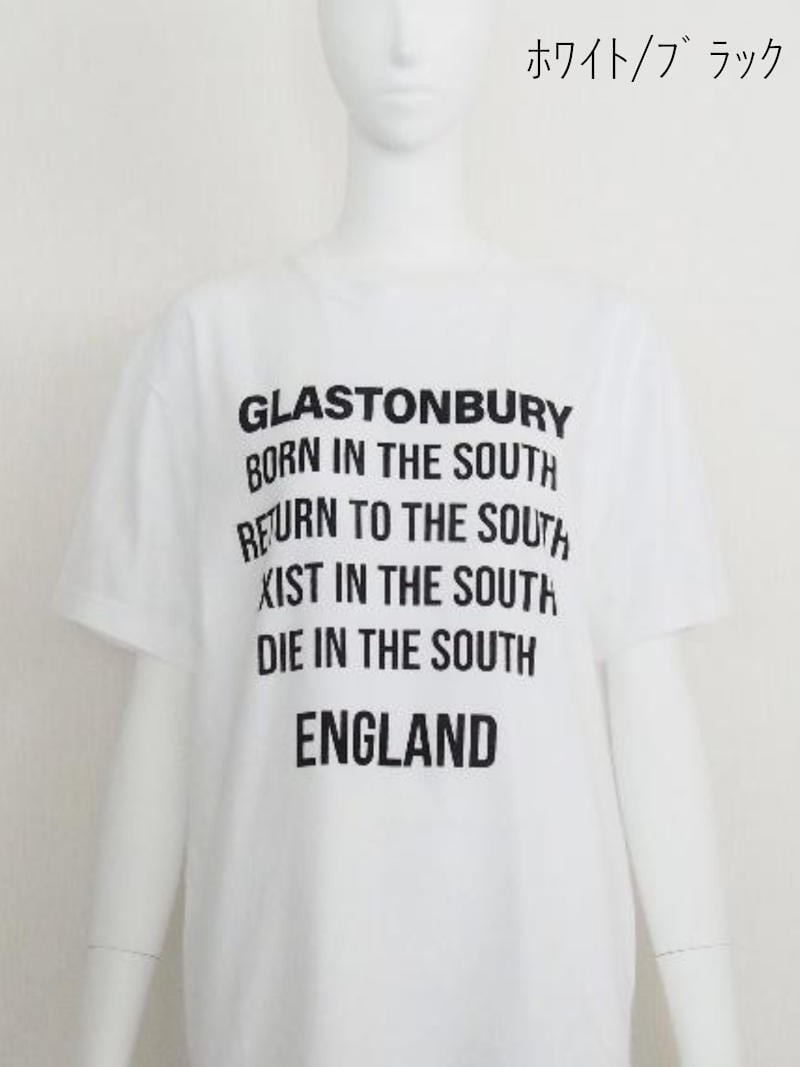 ﾎﾜｲﾄ/ﾌﾞﾗｯｸ
GLASTONBURY
BORN IN THE SOUTH
RETURN TO THE SOUTH
XIST IN THE SOUTH
DIE IN THE SOUTH
ENGLAND